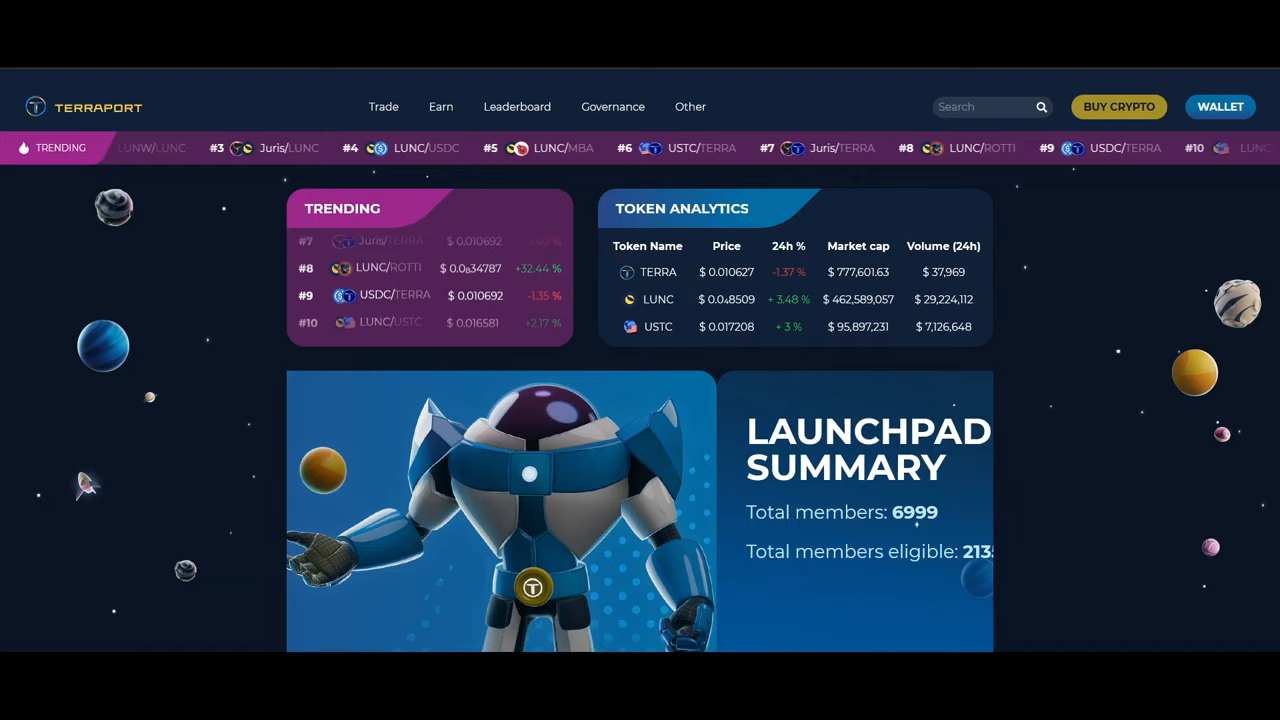 TERRAPORT
Trade Earn Leaderboard Governance Other
Search
BUY CRYPTO
WALLET
TRENDING
LUNW/LUNC #3 Juris/LUNC #4 LUNC/USDC #5 LUNC/MBA #6 USTC/TERRA #7 Juris/TERRA #8 LUNC/ROTTI #9 USDC/TERRA #10
TRENDING
#7 Juris/TERRA $ 0.010692
#8 LUNC/ROTTI $ 0.0₈34787 +32.44 %
#9 USDC/TERRA $ 0.010692 -1.35 %
#10 LUNC/USTC $ 0.016581 +2.17 %
TOKEN ANALYTICS
Token Name Price 24h % Market cap Volume (24h)
TERRA $ 0.010627 -1.37 % $ 777,601.63 $ 37,969
LUNC $ 0.0₄8509 + 3.48 % $ 462,589,057 $ 29,224,112
USTC $ 0.017208 + 3 % $ 95,897,231 $ 7,126,648
LAUNCHPAD
SUMMARY
Total members: 6999
Total members eligible: 213